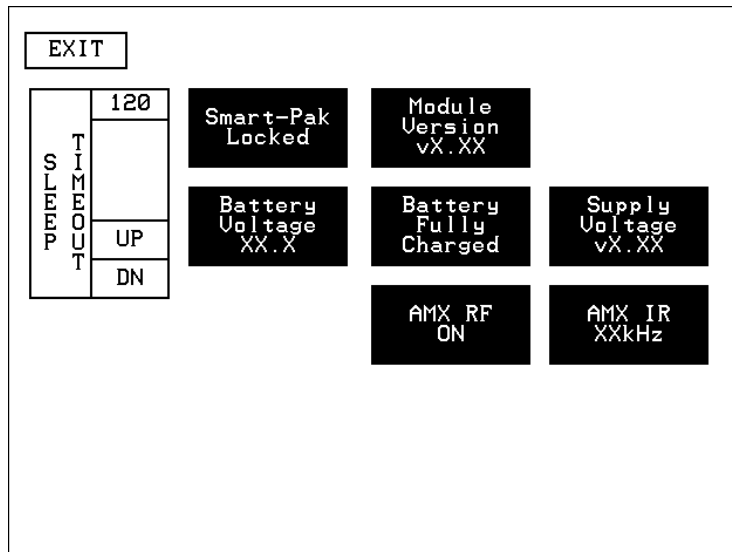 EXIT
SLEEP
TIMEOUT
120
UP
DN
Smart-Pak
Locked
Module
Version
vX.XX
Battery
Voltage
XX.X
Battery
Fully
Charged
Supply
Voltage
vX.XX
AMX RF
ON
AMX IR
XXkHz